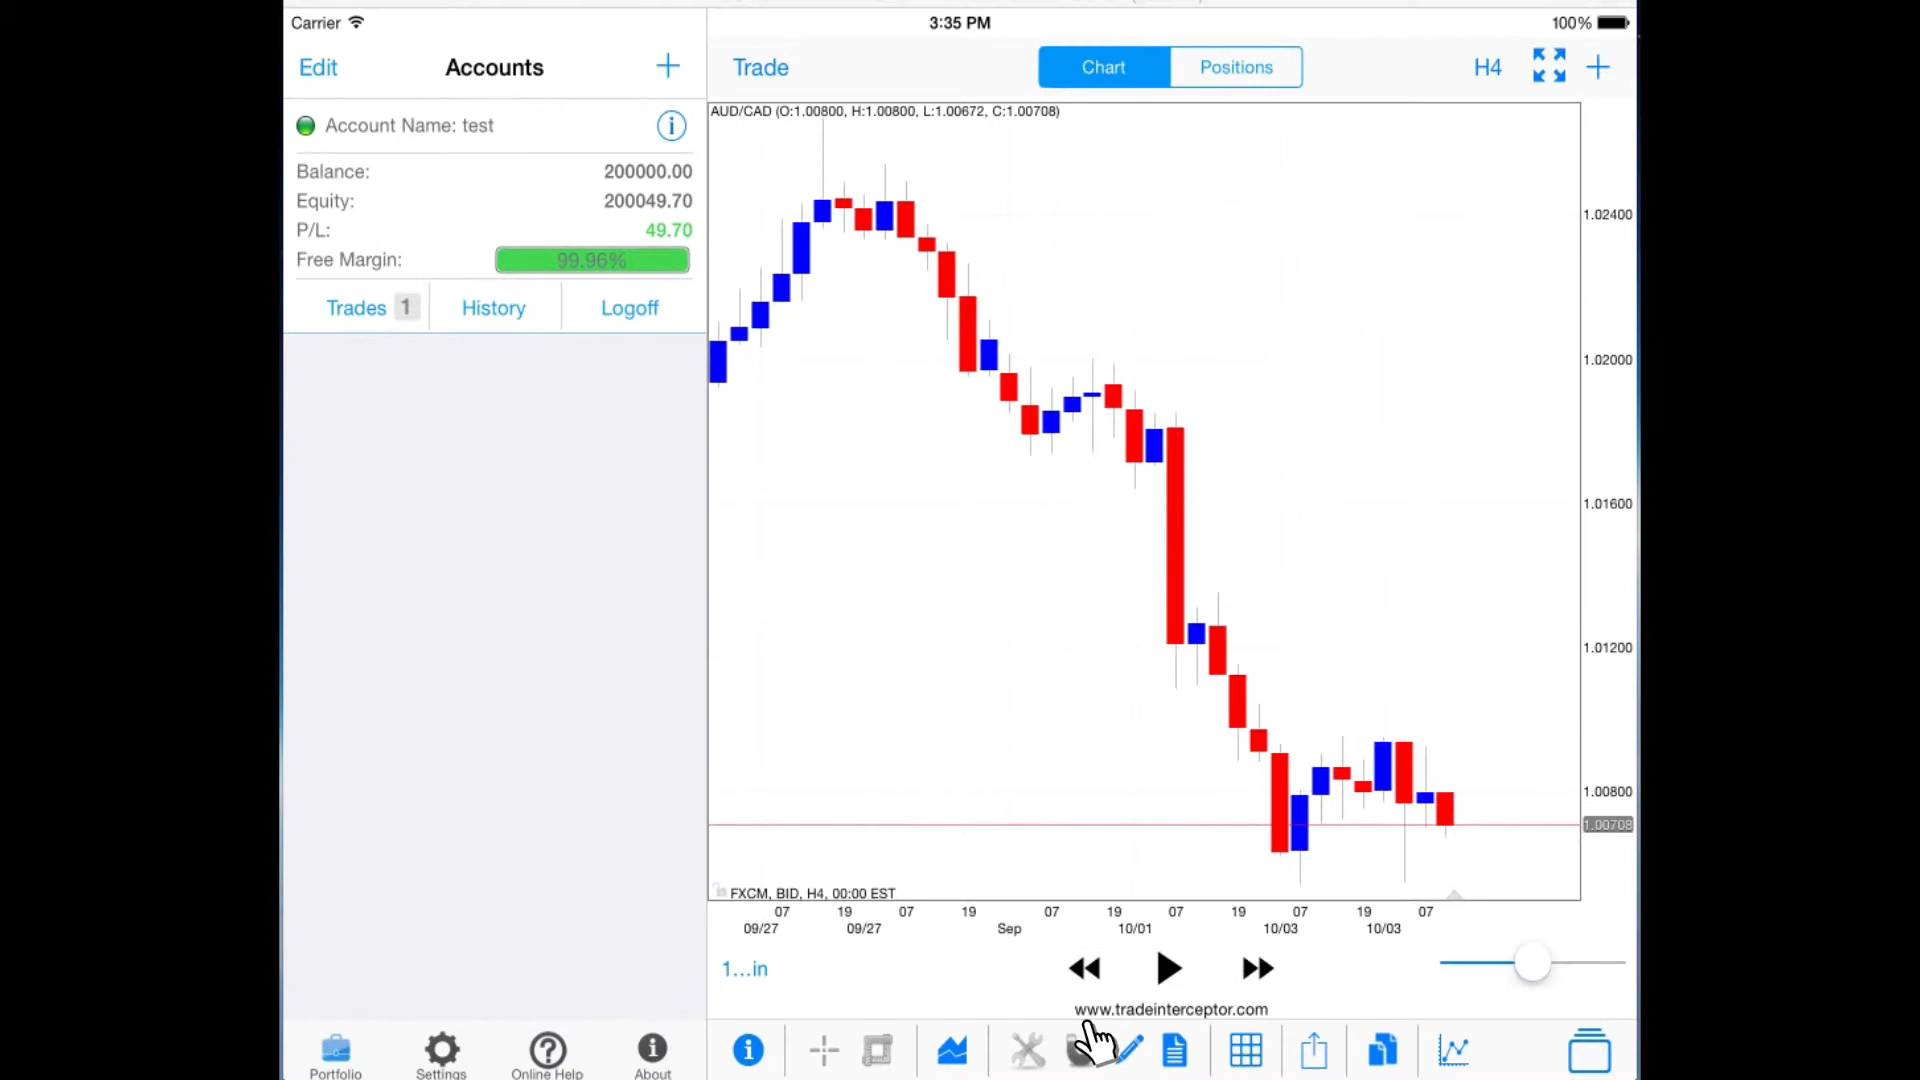 Carrier
3:35 PM
100%
Edit
Accounts
Trade
Chart
Positions
H4
Account Name: test
Balance:
200000.00
Equity:
200049.70
P/L:
49.70
Free Margin:
99.96%
Trades 1
History
Logoff
AUD/CAD (O:1.00800, H:1.00800, L:1.00672, C:1.00708)
1.02400
1.02000
1.01600
1.01200
1.00800
1.00708
FXCM, BID, H4, 00:00 EST
07 19 07 19 07 19 07 19 07 19 07
09/27 09/27 Sep 10/01 10/03 10/03
1...in
www.tradeinterceptor.com
Portfolio
Settings
Online Help
About